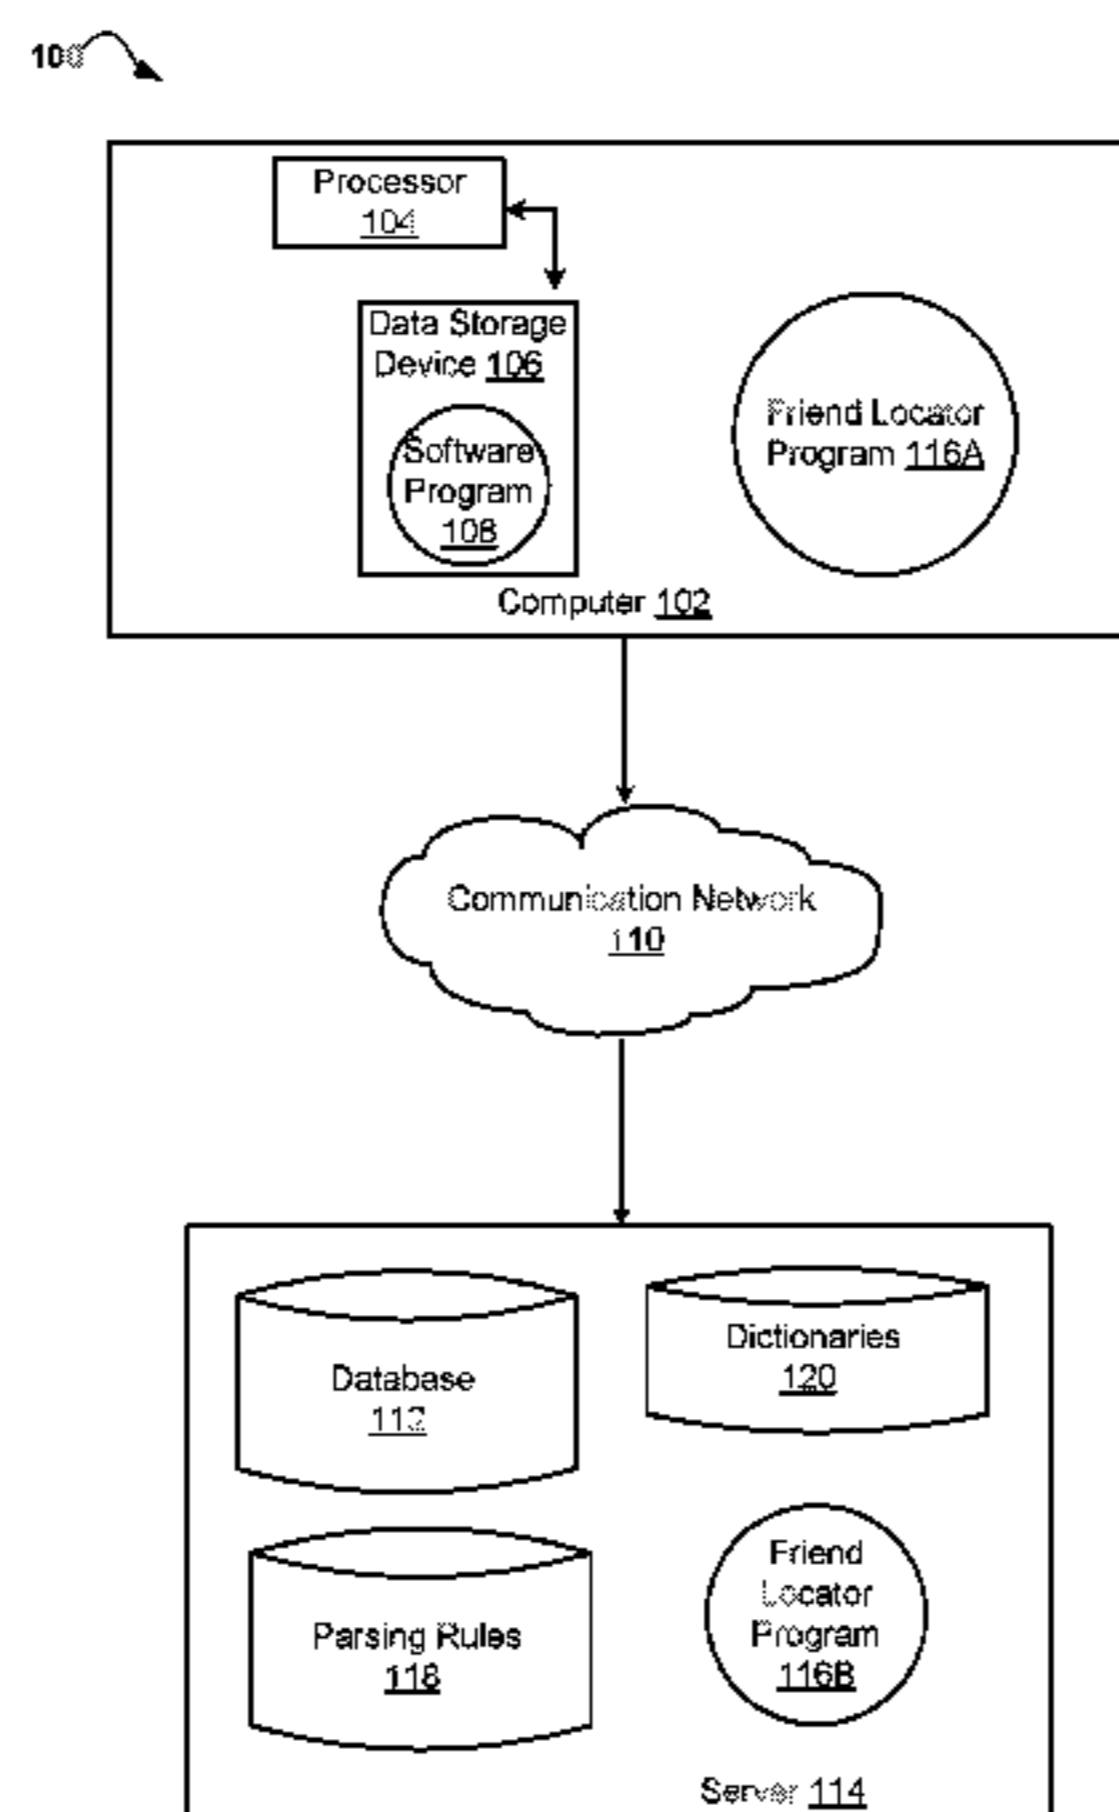 100
Processor
104
Data Storage
Device 106
Software
Program
108
Friend Locator
Program 116A
Computer 102
Communication Network
110
Database
112
Dictionaries
120
Parsing Rules
118
Friend
Locator
Program
116B
Server 114